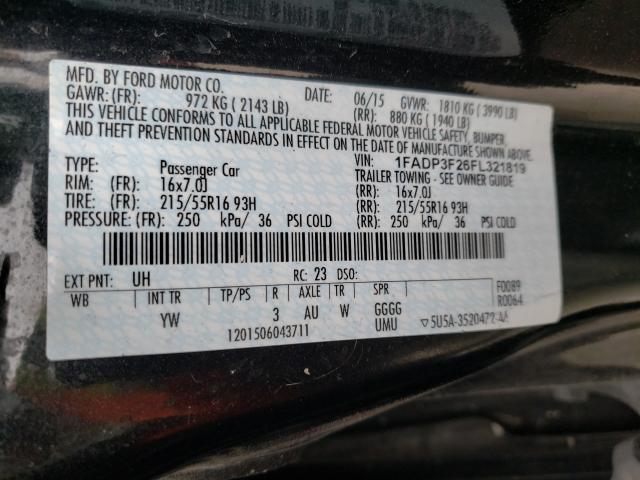 MFD. BY FORD MOTOR CO. DATE: 06/15 GVWR: 1810 KG ( 3990 LB)
GAWR: (FR): 972 KG ( 2143 LB) (RR): 880 KG ( 1940 LB)
THIS VEHICLE CONFORMS TO ALL APPLICABLE FEDERAL MOTOR VEHICLE SAFETY, BUMPER,
AND THEFT PREVENTION STANDARDS IN EFFECT ON THE DATE OF MANUFACTURE SHOWN ABOVE.
VIN: 1FADP3F26FL321819
TYPE: Passenger Car TRAILER TOWING - SEE OWNER GUIDE
RIM: (FR): 16x7.0J (RR): 16x7.0J
TIRE: (FR): 215/55R16 93H (RR): 215/55R16 93H
PRESSURE: (FR): 250 kPa/ 36 PSI COLD (RR): 250 kPa/ 36 PSI COLD
EXT PNT: UH RC: 23 DSO:
WB INT TR TP/PS R AXLE TR SPR F0089
R0064
YW 3 AU W GGGG
UMU
1201506043711 ▽5U5A-3520472-